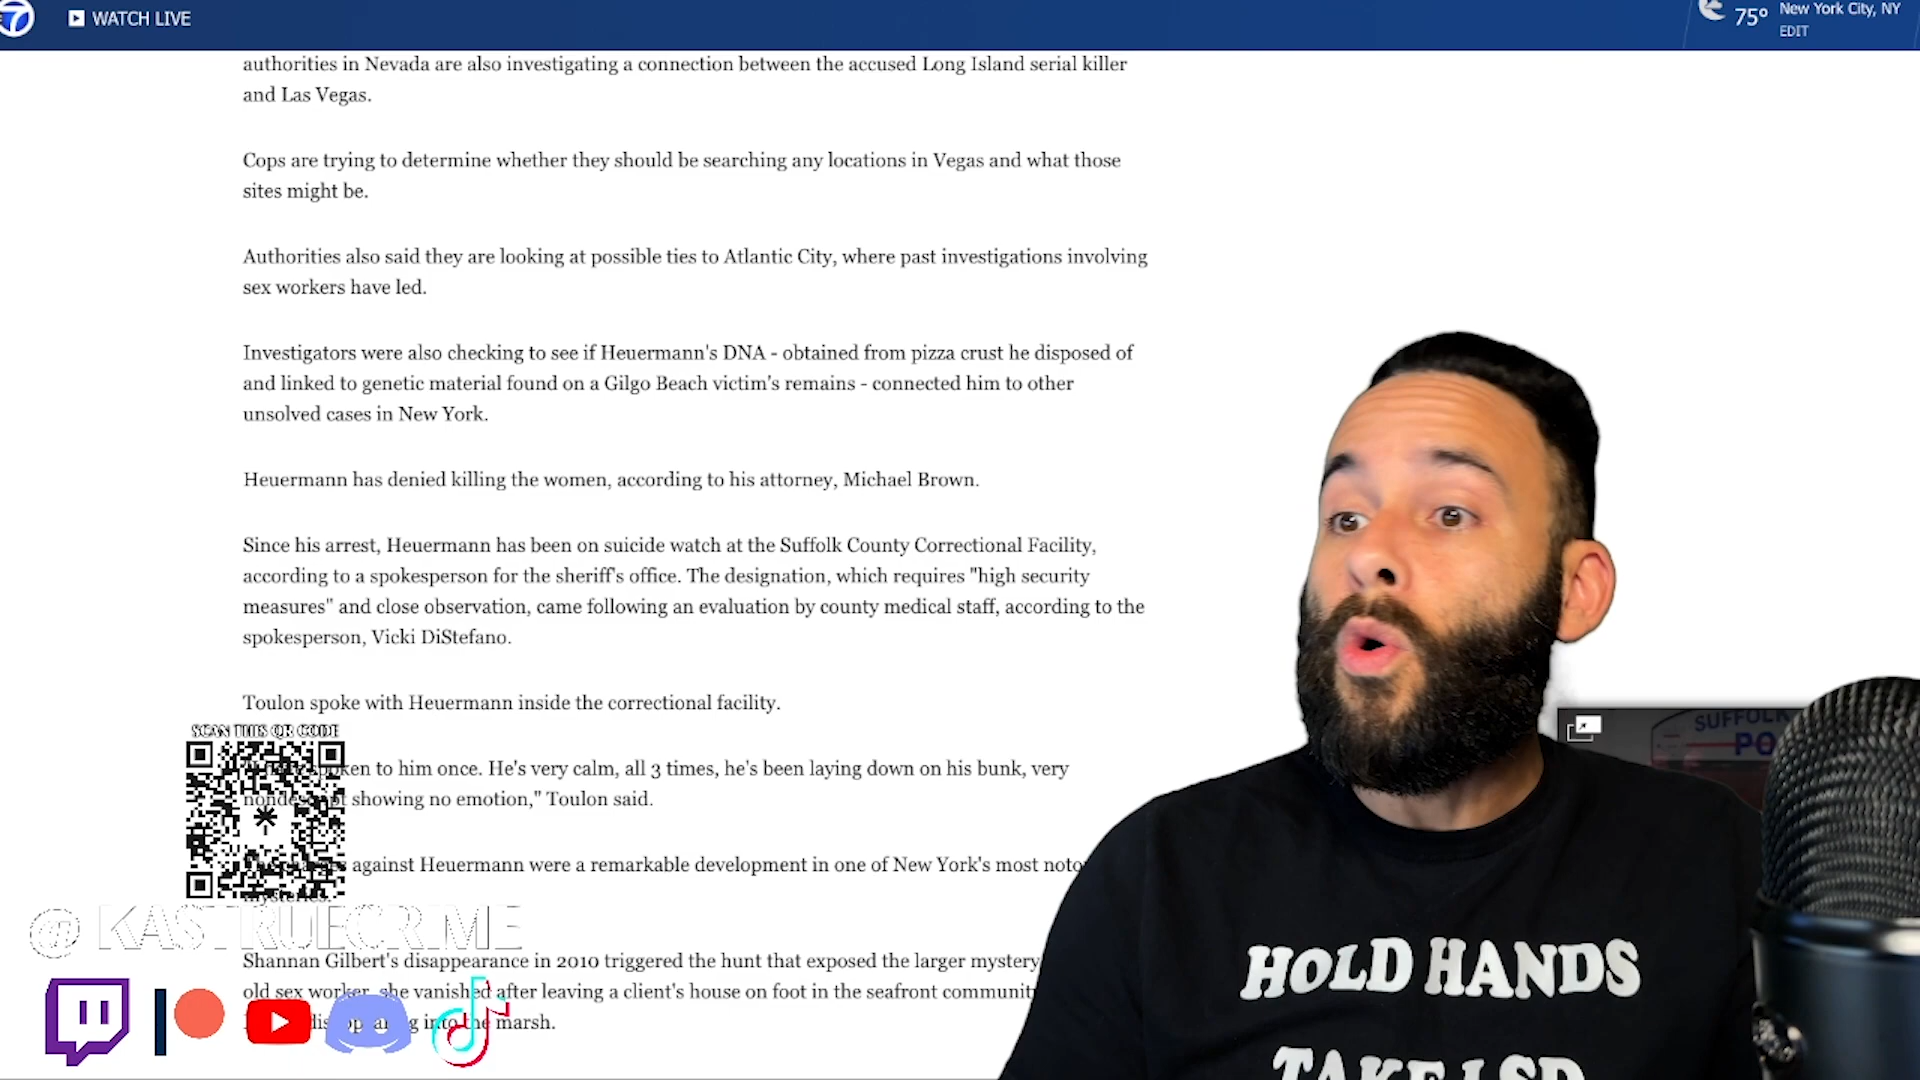 7 WATCH LIVE
75° New York City, NY
EDIT
authorities in Nevada are also investigating a connection between the accused Long Island serial killer
and Las Vegas.
Cops are trying to determine whether they should be searching any locations in Vegas and what those
sites might be.
Authorities also said they are looking at possible ties to Atlantic City, where past investigations involving
sex workers have led.
Investigators were also checking to see if Heuermann's DNA - obtained from pizza crust he disposed of
and linked to genetic material found on a Gilgo Beach victim's remains - connected him to other
unsolved cases in New York.
Heuermann has denied killing the women, according to his attorney, Michael Brown.
Since his arrest, Heuermann has been on suicide watch at the Suffolk County Correctional Facility,
according to a spokesperson for the sheriff's office. The designation, which requires "high security
measures" and close observation, came following an evaluation by county medical staff, according to the
spokesperson, Vicki DiStefano.
Toulon spoke with Heuermann inside the correctional facility.
SCAN THIS QR CODE
spoken to him once. He's very calm, all 3 times, he's been laying down on his bunk, very
nondescript showing no emotion," Toulon said.
against Heuermann were a remarkable development in one of New York's most noto
mysteries.
@KASTRUECRIME
Shannan Gilbert's disappearance in 2010 triggered the hunt that exposed the larger mystery
old sex worker, she vanished after leaving a client's house on foot in the seafront communit
disappearing into the marsh.
SUFFOLK
PO
HOLD HANDS
TAKE LSD